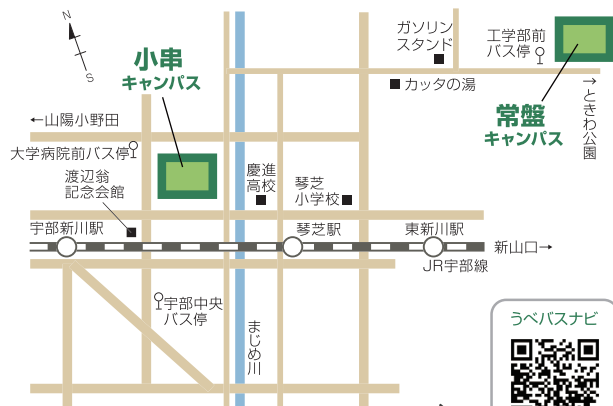 N
S
小串
キャンパス
ガソリン
スタンド
工学部前
バス停
カッタの湯
常盤
キャンパス
→ときわ公園
←山陽小野田
大学病院前バス停
渡辺翁
記念会館
慶進
高校
琴芝
小学校
宇部新川駅
琴芝駅
東新川駅
新山口→
JR宇部線
宇部中央
バス停
まじめ川
うべバスナビ